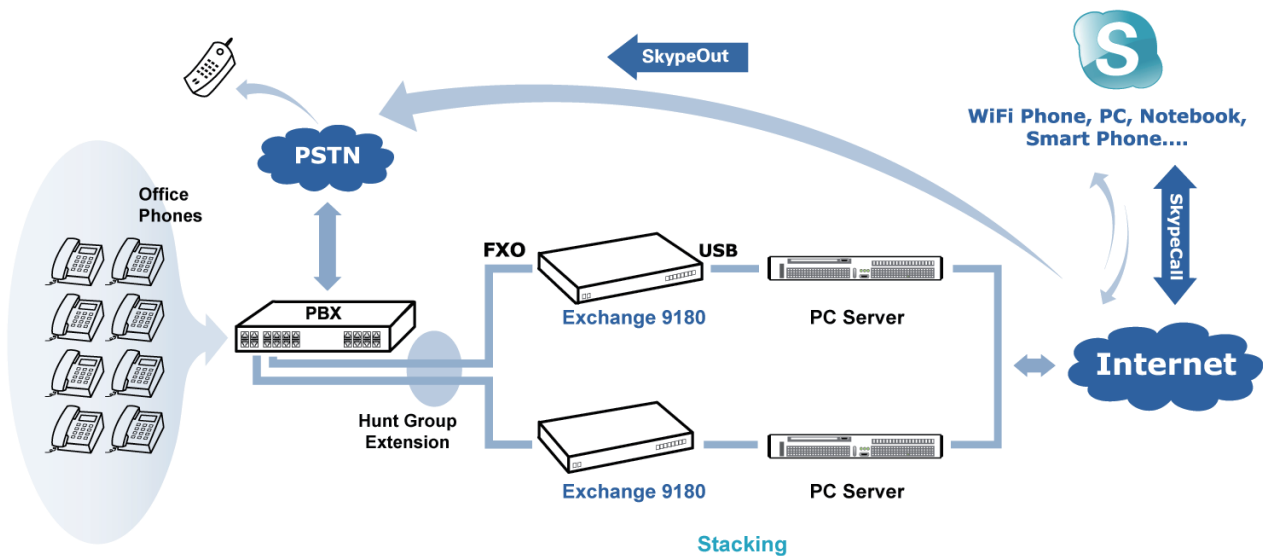 SkypeOut
S
WiFi Phone, PC, Notebook,
Smart Phone....
PSTN
Office
Phones
SkypeCall
FXO
USB
PBX
Exchange 9180
PC Server
Internet
Hunt Group
Extension
Exchange 9180
PC Server
Stacking